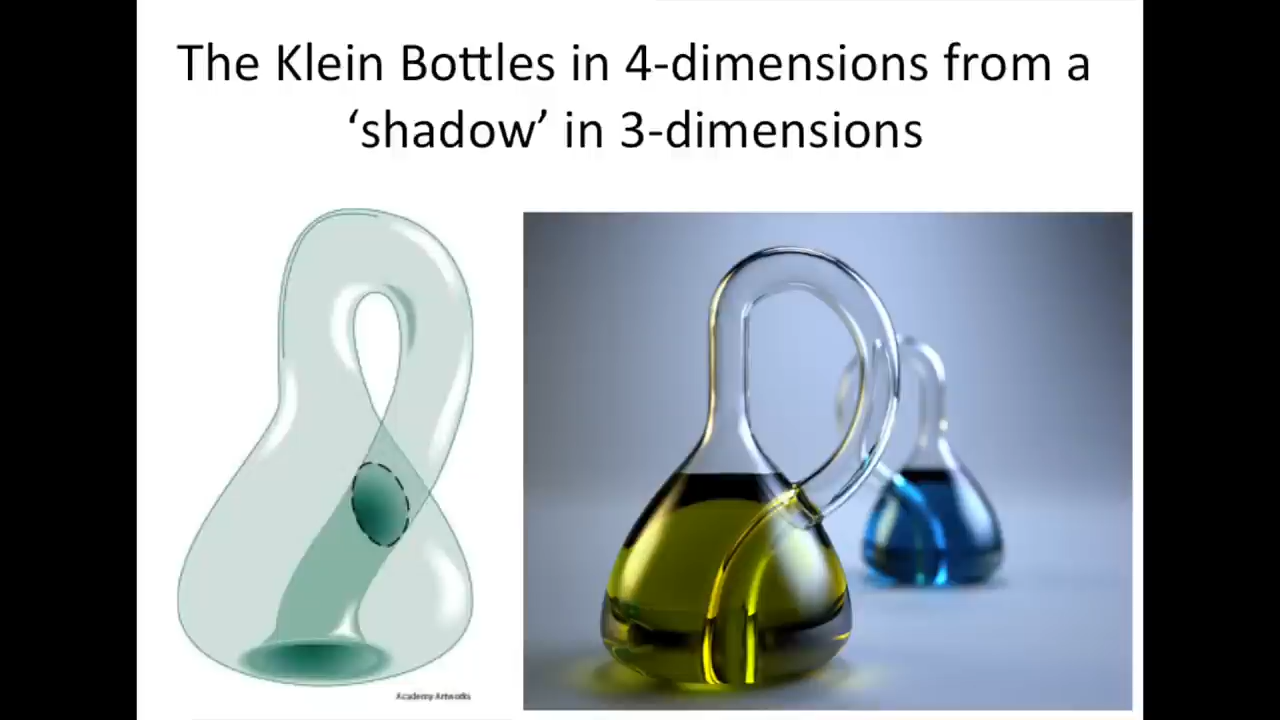 The Klein Bottles in 4-dimensions from a
‘shadow’ in 3-dimensions
Academy Artworks